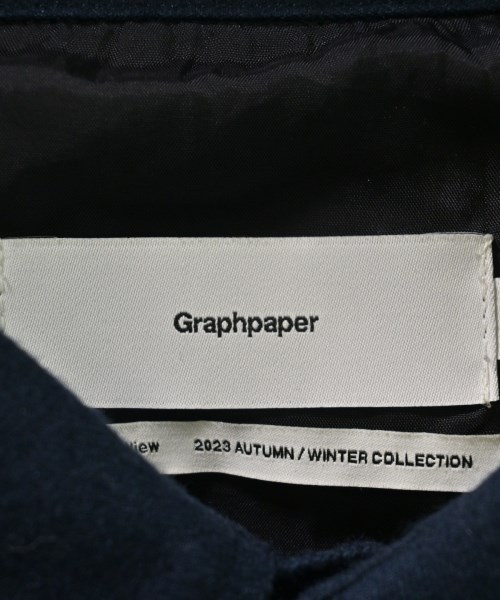 Graphpaper
2023 AUTUMN / WINTER COLLECTION